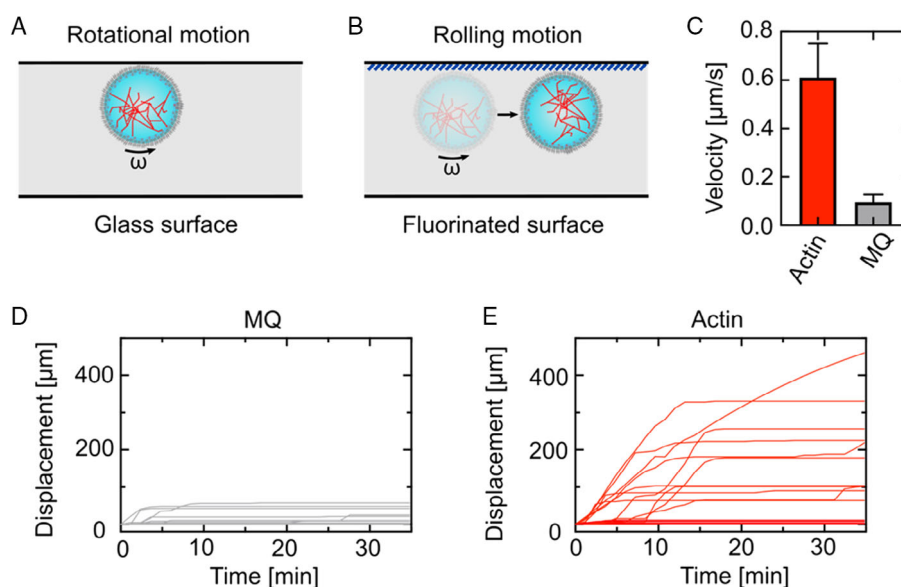 A
Rotational motion
ω
Glass surface
B
Rolling motion
ω
Fluorinated surface
C
Velocity [μm/s]
0.8
0.6
0.4
0.2
0.0
Actin
MQ
D
MQ
Displacement [μm]
400
200
0
0 10 20 30
Time [min]
E
Actin
Displacement [μm]
400
200
0
0 10 20 30
Time [min]